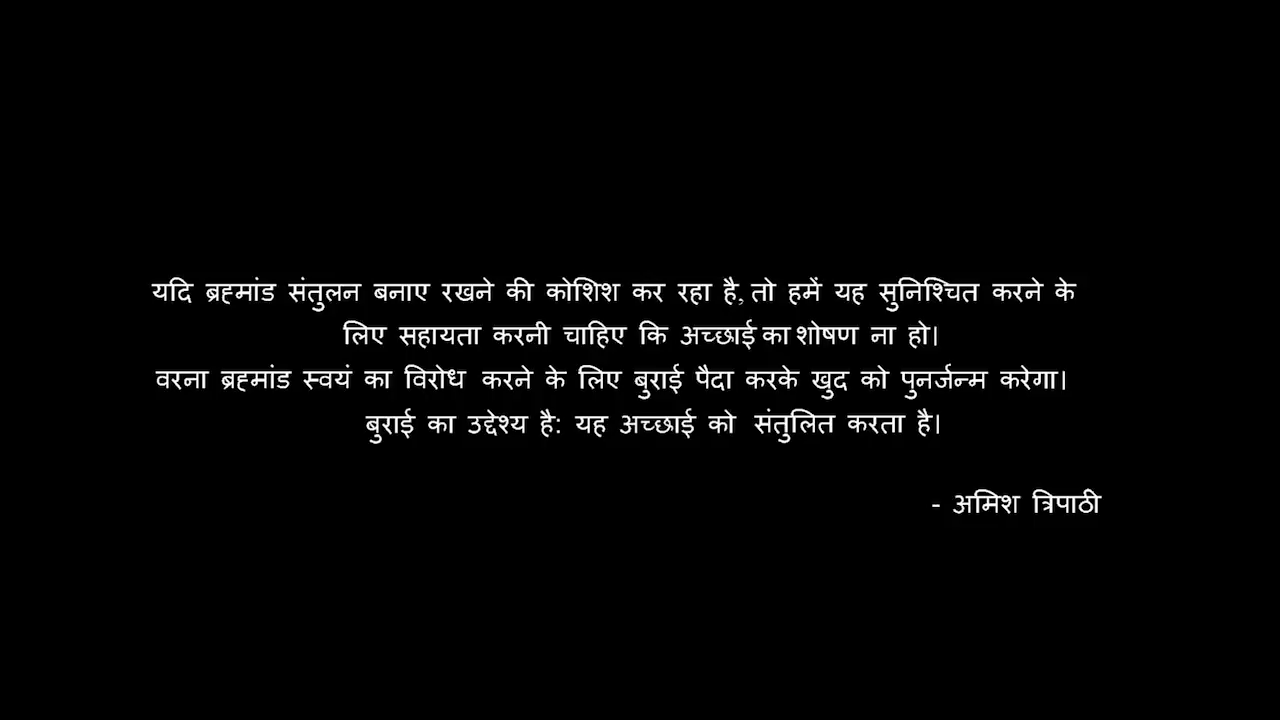 यदि ब्रह्मांड संतुलन बनाए रखने की कोशिश कर रहा है, तो हमें यह सुनिश्चित करने के
लिए सहायता करनी चाहिए कि अच्छाई का शोषण ना हो।
वरना ब्रह्मांड स्वयं का विरोध करने के लिए बुराई पैदा करके खुद को पुनर्जन्म करेगा।
बुराई का उद्देश्य है: यह अच्छाई को संतुलित करता है।
- अमिश त्रिपाठी